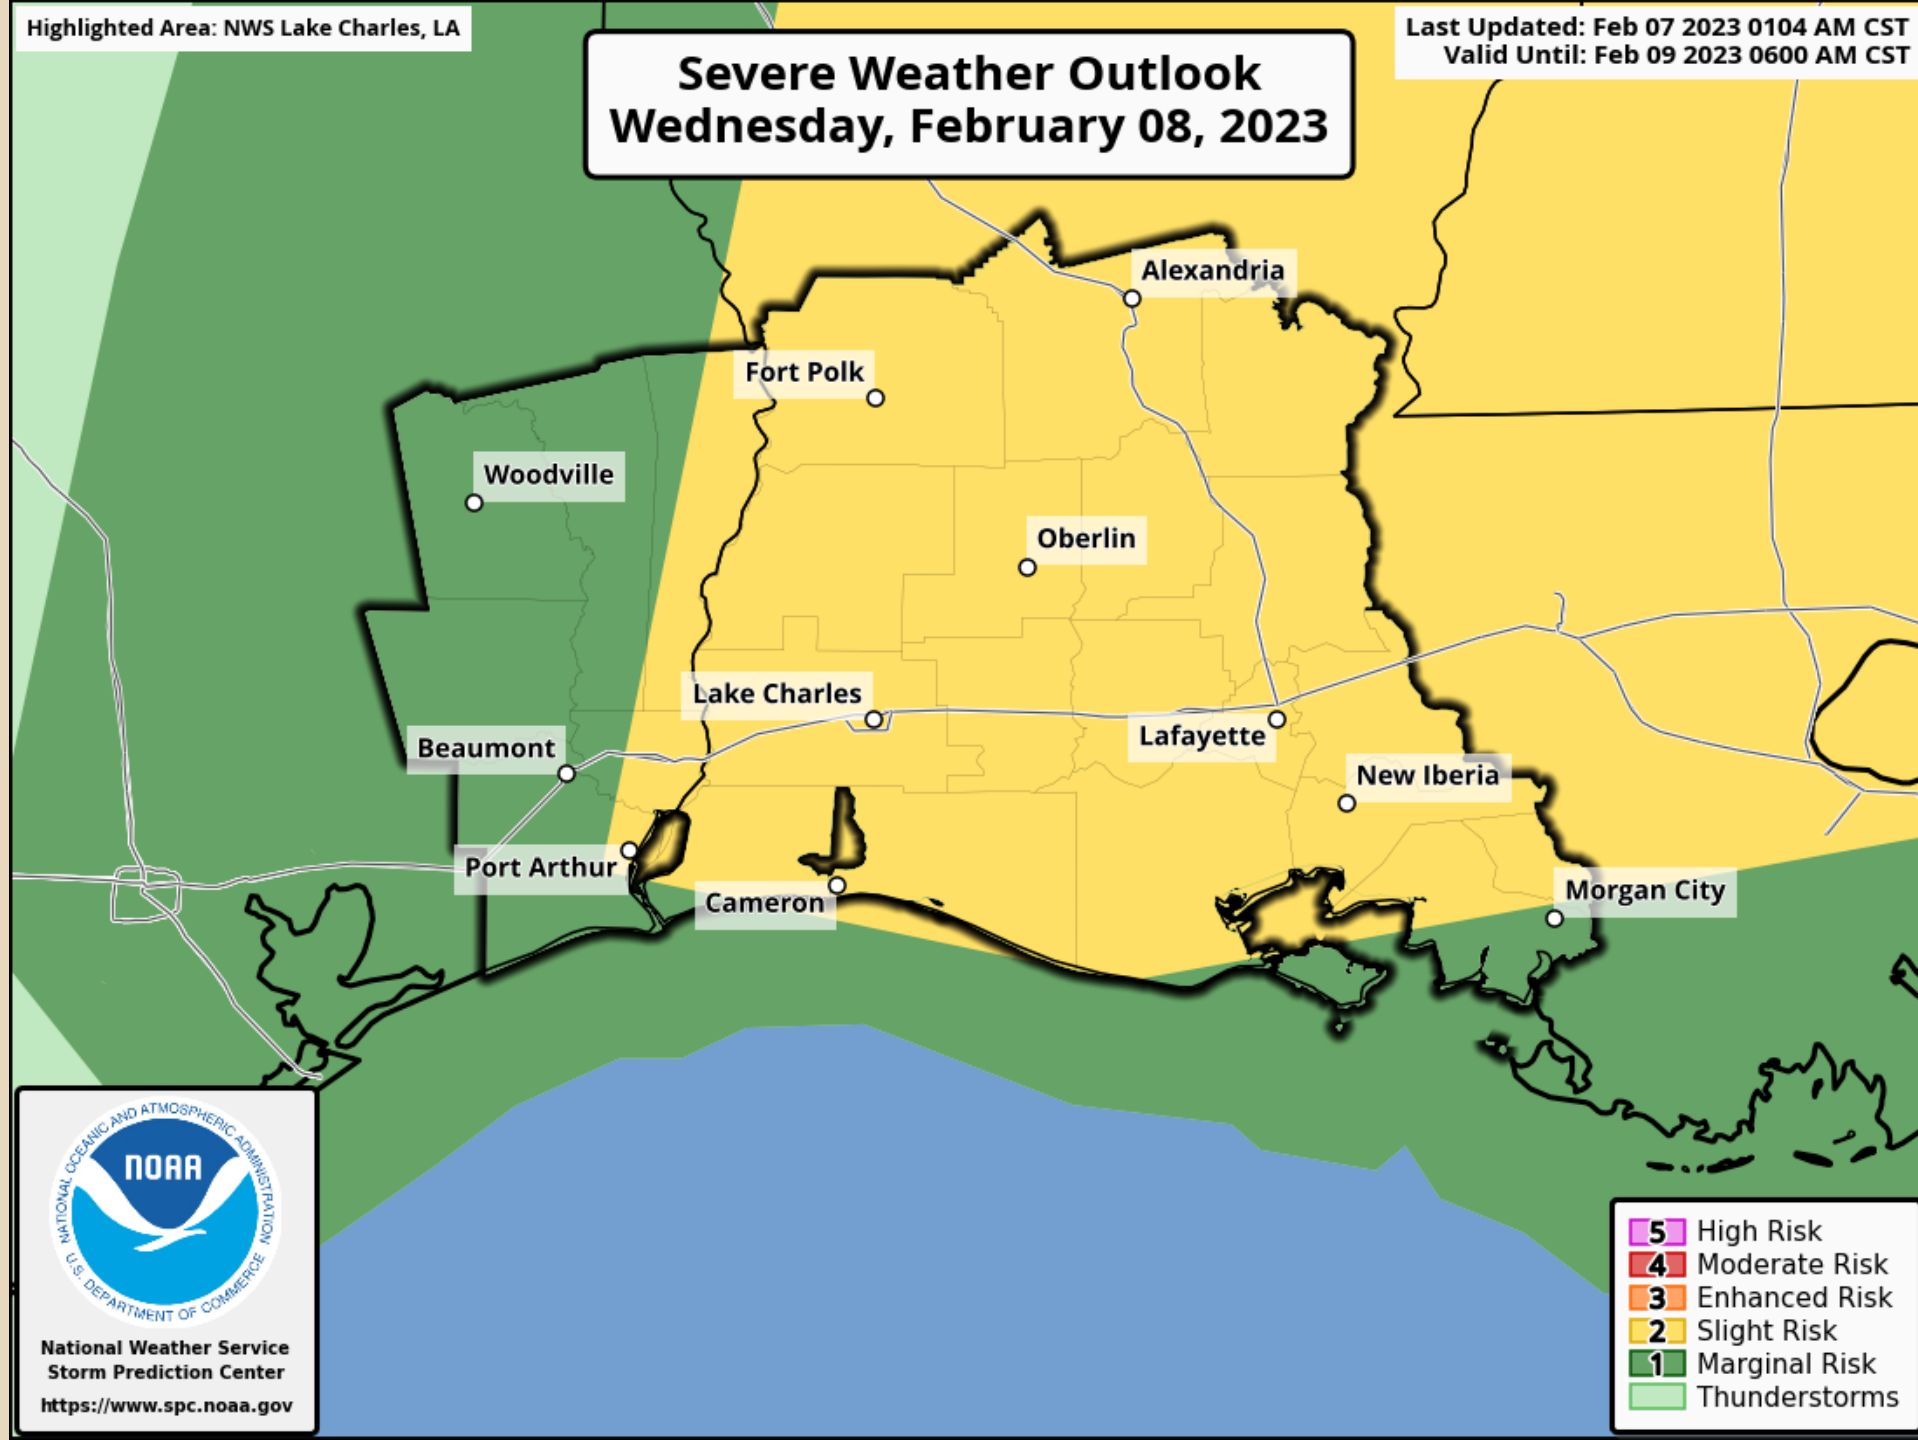 Highlighted Area: NWS Lake Charles, LA
Last Updated: Feb 07 2023 0104 AM CST
Valid Until: Feb 09 2023 0600 AM CST
Severe Weather Outlook
Wednesday, February 08, 2023
Alexandria
Fort Polk
Woodville
Oberlin
Lake Charles
Lafayette
Beaumont
New Iberia
Port Arthur
Cameron
Morgan City
NATIONAL OCEANIC AND ATMOSPHERIC ADMINISTRATION
NOAA
U.S. DEPARTMENT OF COMMERCE
National Weather Service
Storm Prediction Center
https://www.spc.noaa.gov
5 High Risk
4 Moderate Risk
3 Enhanced Risk
2 Slight Risk
1 Marginal Risk
Thunderstorms